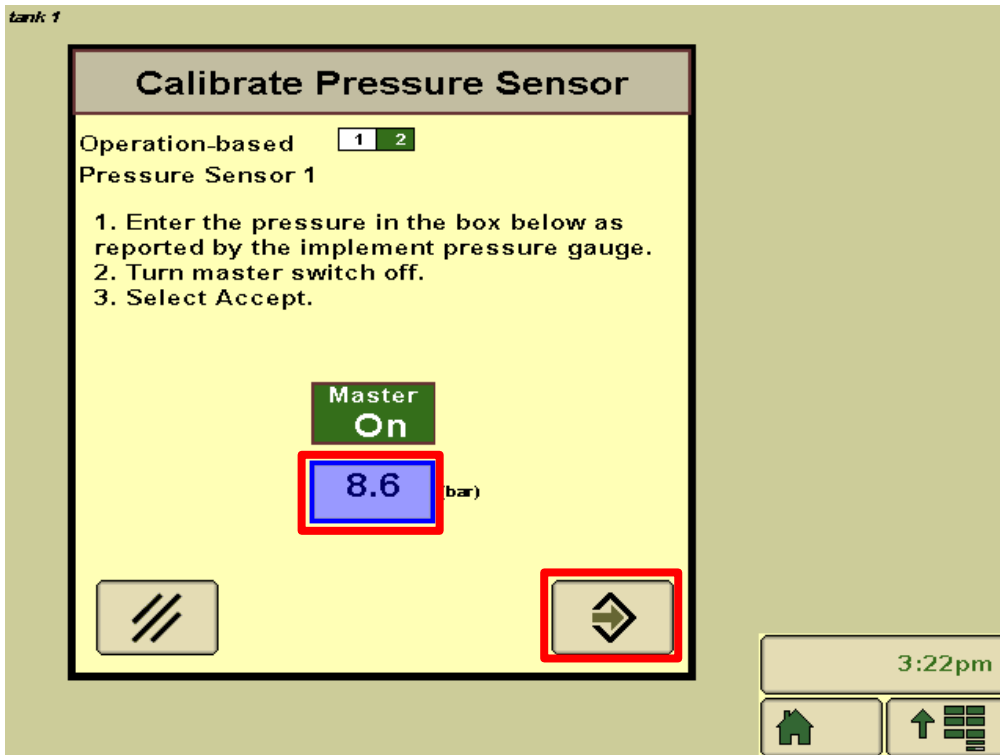 tank 1
Calibrate Pressure Sensor
Operation-based 1 2
Pressure Sensor 1
1. Enter the pressure in the box below as
reported by the implement pressure gauge.
2. Turn master switch off.
3. Select Accept.
Master
On
8.6 (bar)
3:22pm